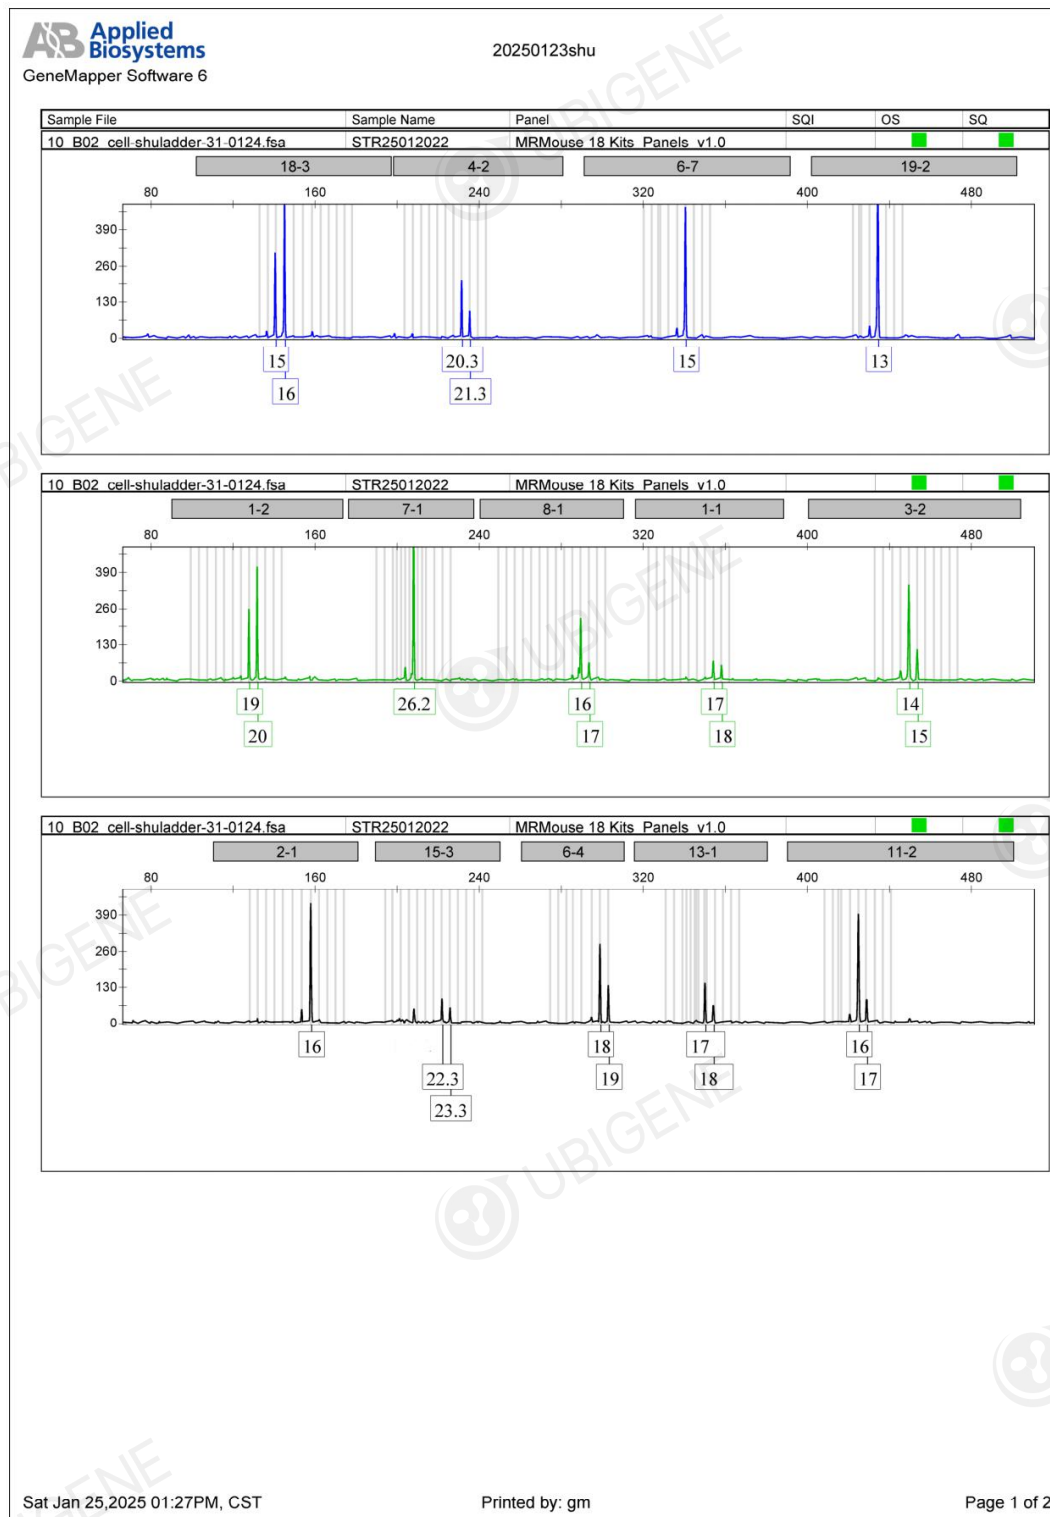 AB Applied Biosystems
GeneMapper Software 6
20250123shu
Sample File Sample Name Panel SQI OS SQ
10_B02_cell-shuladder-31-0124.fsa STR25012022 MRMouse 18 Kits_Panels_v1.0
18-3 4-2 6-7 19-2
80 160 240 320 400 480
390
260
130
0
15 20.3 15 13
16 21.3
10_B02_cell-shuladder-31-0124.fsa STR25012022 MRMouse 18 Kits_Panels_v1.0
1-2 7-1 8-1 1-1 3-2
80 160 240 320 400 480
390
260
130
0
19 26.2 16 17 14
20 17 18 15
10_B02_cell-shuladder-31-0124.fsa STR25012022 MRMouse 18 Kits_Panels_v1.0
2-1 15-3 6-4 13-1 11-2
80 160 240 320 400 480
390
260
130
0
16 18 17 16
22.3 19 18 17
23.3
Sat Jan 25,2025 01:27PM, CST Printed by: gm Page 1 of 2
UBIGENE
UBIGENE
UBIGENE
UBIGENE